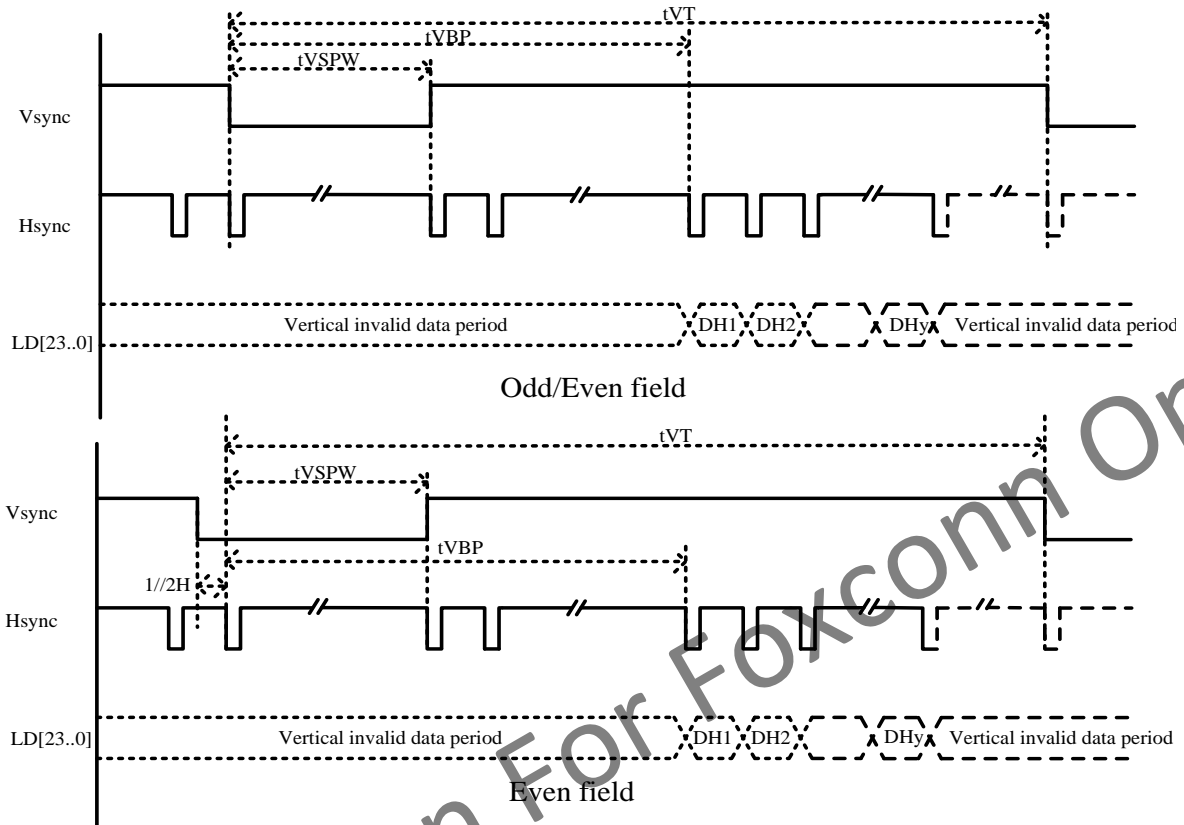 tVT
tVBP
tVSPW
Vsync
Hsync
LD[23..0]
Vertical invalid data period
DH1
DH2
DHy
Vertical invalid data period
Odd/Even field
tVT
tVSPW
Vsync
tVBP
1//2H
Hsync
LD[23..0]
Vertical invalid data period
DH1
DH2
DHy
Vertical invalid data period
Even field
For Foxconn